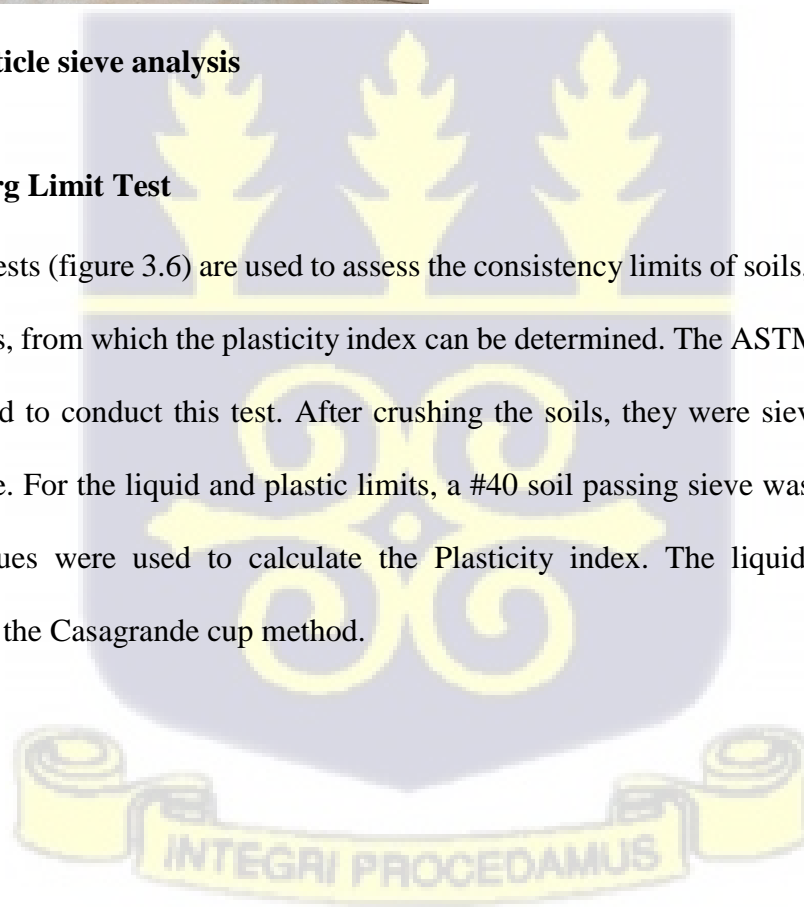 ticle sieve analysis
rg Limit Test
ests (figure 3.6) are used to assess the consistency limits of soils,
s, from which the plasticity index can be determined. The ASTM
d to conduct this test. After crushing the soils, they were siev
e. For the liquid and plastic limits, a #40 soil passing sieve was
ues were used to calculate the Plasticity index. The liquid
the Casagrande cup method.
INTEGRI PROCEDAMUS